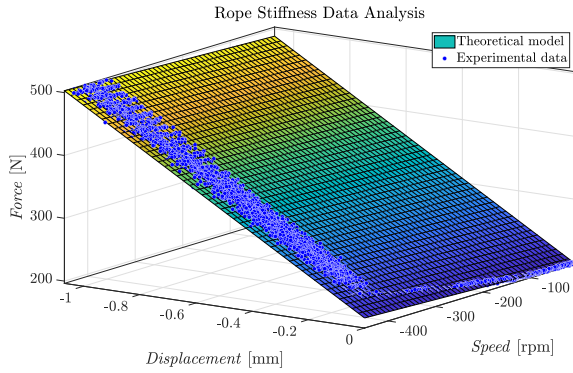 Rope Stiffness Data Analysis
Theoretical model
Experimental data
500
400
300
200
Force [N]
-1
-0.8
-0.6
-0.4
-0.2
0
Displacement [mm]
-400
-300
-200
-100
Speed [rpm]